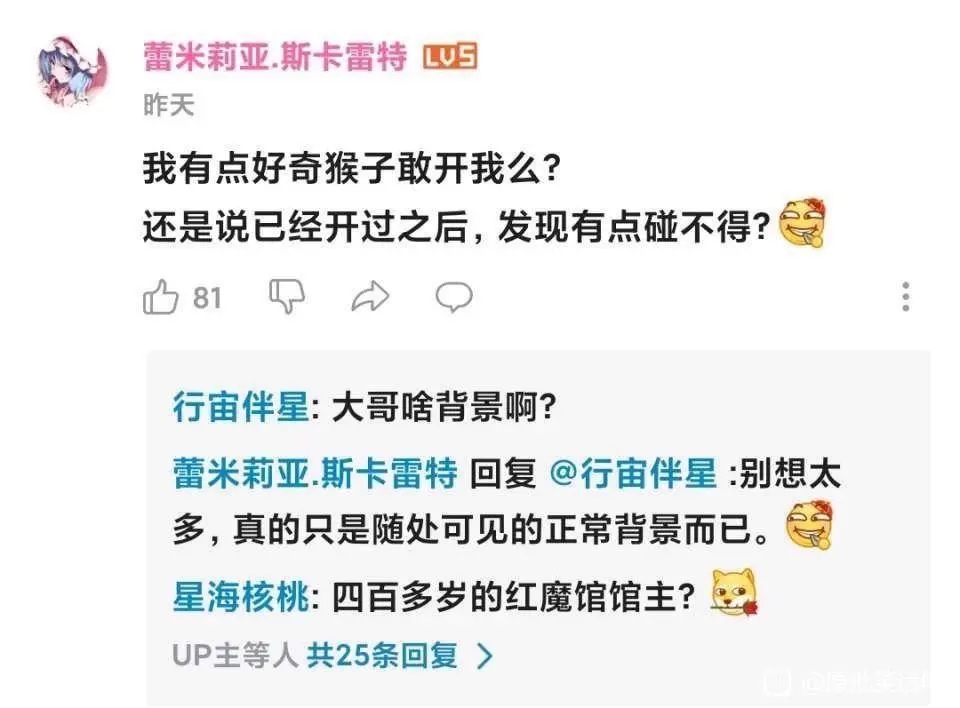 蕾米莉亚.斯卡雷特 LV5
昨天
我有点好奇猴子敢开我么?
还是说已经开过之后,发现有点碰不得?
81
行宙伴星: 大哥啥背景啊?
蕾米莉亚.斯卡雷特 回复 @行宙伴星 :别想太
多,真的只是随处可见的正常背景而已。
星海核桃: 四百多岁的红魔馆馆主?
UP主等人 共25条回复